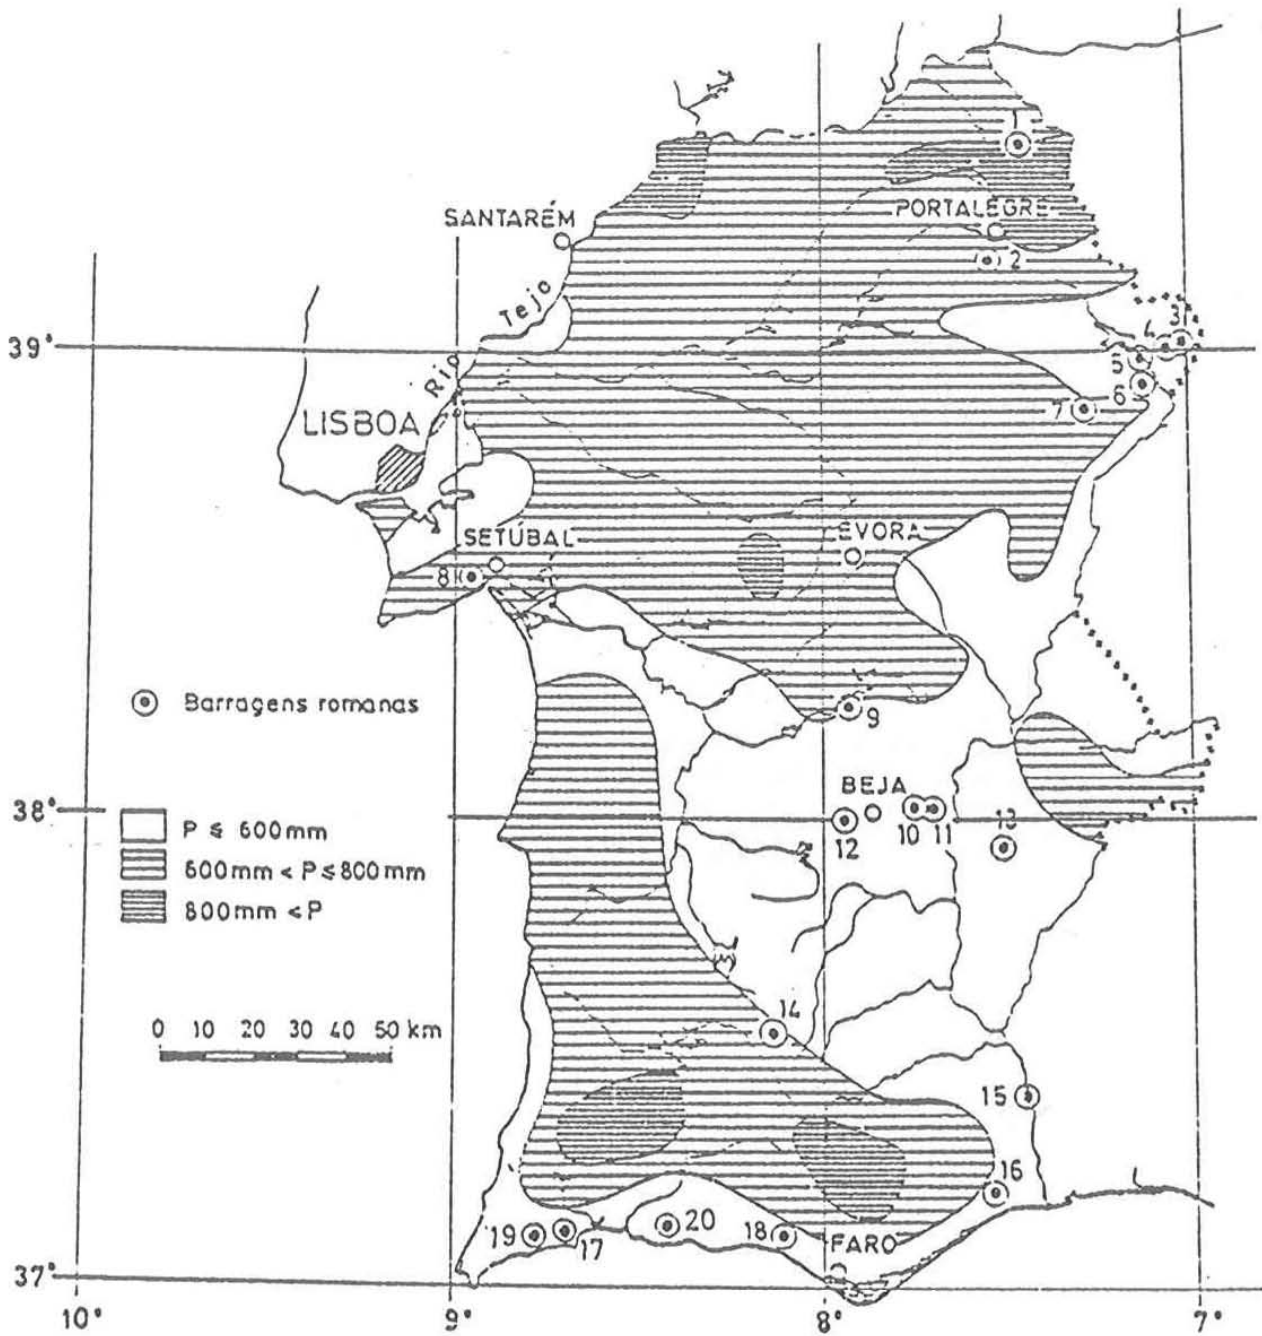 1
PORTALEGRE
2
SANTARÉM
Rio Tejo
3
4
39°
5
6
7
LISBOA
SETÚBAL
8
ÉVORA
Barragens romanas
9
BEJA
38°
10
11
12
13
P ≤ 600mm
600mm < P ≤ 800mm
800mm < P
0 10 20 30 40 50 km
14
15
16
19
17
20
18
FARO
37°
10°
9°
8°
7°